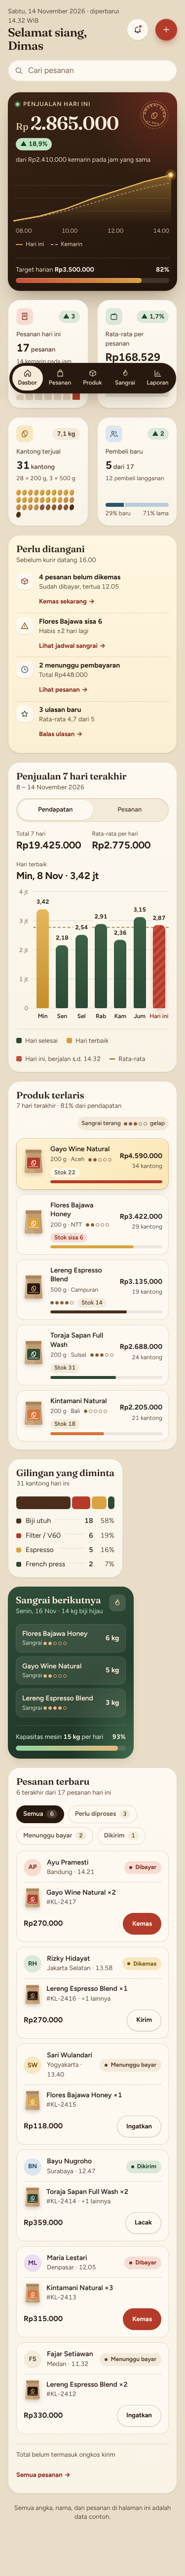 Sabtu, 14 November 2026 · diperbarui
14.32 WIB
Selamat siang,
Dimas
Cari pesanan
PENJUALAN HARI INI
Rp 2.865.000
▲ 18,9%
dari Rp2.410.000 kemarin pada jam yang sama
08.00 10.00 12.00 14.00
Hari ini Kemarin
Target harian Rp3.500.000 82%
▲ 3
Pesanan hari ini
17 pesanan
14 kemarin pada jam
▲ 1,7%
Rata-rata per
pesanan
Rp168.529
Dasbor Pesanan Produk Sangrai Laporan
7,1 kg
Kantong terjual
31 kantong
28 × 200 g, 3 × 500 g
▲ 2
Pembeli baru
5 dari 17
12 pembeli langganan
29% baru 71% lama
Perlu ditangani
Sebelum kurir datang 16.00
4 pesanan belum dikemas
Sudah dibayar, tertua 12.05
Kemas sekarang →
Flores Bajawa sisa 6
Habis ±2 hari lagi
Lihat jadwal sangrai →
2 menunggu pembayaran
Total Rp448.000
Lihat pesanan →
3 ulasan baru
Rata-rata 4,7 dari 5
Balas ulasan →
Penjualan 7 hari terakhir
8 – 14 November 2026
Pendapatan Pesanan
Total 7 hari
Rp19.425.000
Rata-rata per hari
Rp2.775.000
Hari terbaik
Min, 8 Nov · 3,42 jt
4 jt
3 jt
2 jt
1 jt
0
3,42 2,18 2,54 2,91 2,36 3,15 2,87
Min Sen Sel Rab Kam Jum Hari ini
Hari selesai Hari terbaik
Hari ini, berjalan s.d. 14.32 Rata-rata
Produk terlaris
7 hari terakhir · 81% dari pendapatan
Sangrai terang gelap
Gayo Wine Natural
200 g · Aceh
Stok 22
Rp4.590.000
34 kantong
Flores Bajawa
Honey
200 g · NTT
Stok sisa 6
Rp3.422.000
29 kantong
Lereng Espresso
Blend
500 g · Campuran
Stok 14
Rp3.135.000
19 kantong
Toraja Sapan Full
Wash
200 g · Sulsel
Stok 31
Rp2.688.000
24 kantong
Kintamani Natural
200 g · Bali
Stok 18
Rp2.205.000
21 kantong
Gilingan yang diminta
31 kantong hari ini
Biji utuh 18 58%
Filter / V60 6 19%
Espresso 5 16%
French press 2 7%
Sangrai berikutnya
Senin, 16 Nov · 14 kg biji hijau
Flores Bajawa Honey
Sangrai
6 kg
Gayo Wine Natural
Sangrai
5 kg
Lereng Espresso Blend
Sangrai
3 kg
Kapasitas mesin 15 kg per hari 93%
Pesanan terbaru
6 terakhir dari 17 pesanan hari ini
Semua 6 Perlu diproses 3
Menunggu bayar 2 Dikirim 1
AP
Ayu Pramesti
Bandung · 14.21
Dibayar
Gayo Wine Natural ×2
#KL-2417
Rp270.000
Kemas
RH
Rizky Hidayat
Jakarta Selatan · 13.58
Dikemas
Lereng Espresso Blend ×1
#KL-2416 · +1 lainnya
Rp270.000
Kirim
SW
Sari Wulandari
Yogyakarta ·
13.40
Menunggu bayar
Flores Bajawa Honey ×1
#KL-2415
Rp118.000
Ingatkan
BN
Bayu Nugroho
Surabaya · 12.47
Dikirim
Toraja Sapan Full Wash ×2
#KL-2414 · +1 lainnya
Rp359.000
Lacak
ML
Maria Lestari
Denpasar · 12.05
Dibayar
Kintamani Natural ×3
#KL-2413
Rp315.000
Kemas
FS
Fajar Setiawan
Medan · 11.32
Menunggu bayar
Lereng Espresso Blend ×2
#KL-2412
Rp330.000
Ingatkan
Total belum termasuk ongkos kirim
Semua pesanan →
Semua angka, nama, dan pesanan di halaman ini adalah
data contoh.